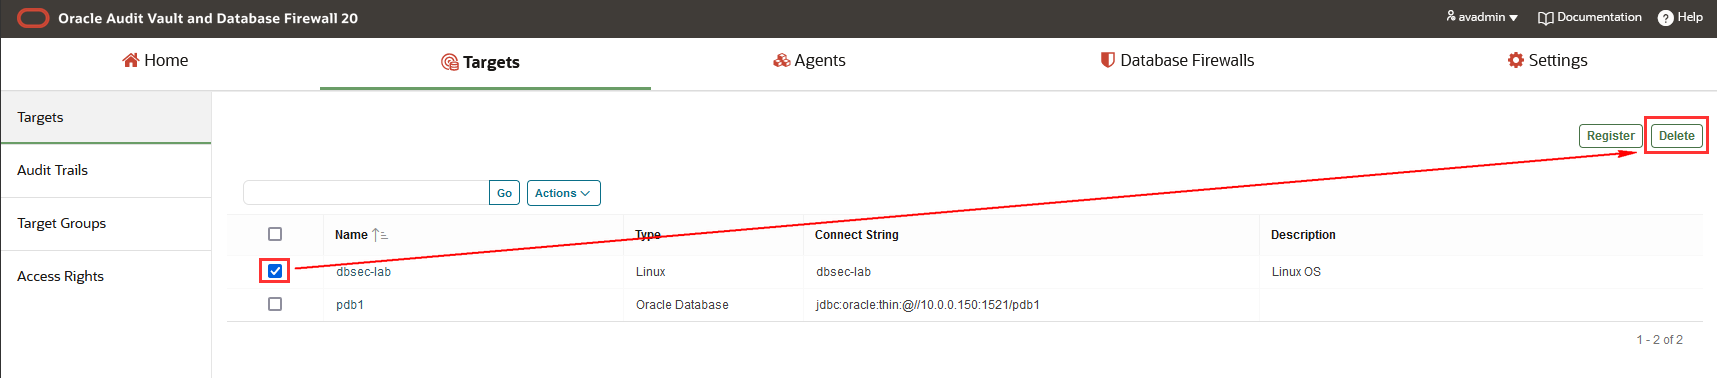 Oracle Audit Vault and Database Firewall 20
avadmin
Documentation
? Help
Home
Targets
Agents
Database Firewalls
Settings
Targets
Audit Trails
Target Groups
Access Rights
Register
Delete
Go
Actions
Name
Type
Connect String
Description
dbsec-lab
Linux
dbsec-lab
Linux OS
pdb1
Oracle Database
jdbc:oracle:thin:@//10.0.0.150:1521/pdb1
1 - 2 of 2